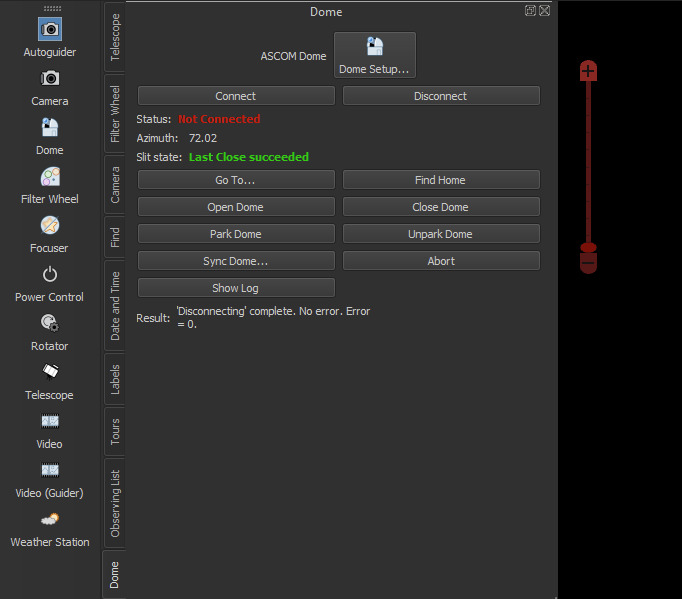 Autoguider
Camera
Dome
Filter Wheel
Focuser
Power Control
Rotator
Telescope
Video
Video (Guider)
Weather Station
Telescope
Filter Wheel
Camera
Find
Date and Time
Labels
Tours
Observing List
Dome
Dome
ASCOM Dome
Dome Setup...
Connect
Disconnect
Status: Not Connected
Azimuth: 72.02
Slit state: Last Close succeeded
Go To...
Find Home
Open Dome
Close Dome
Park Dome
Unpark Dome
Sync Dome...
Abort
Show Log
Result: 'Disconnecting' complete. No error. Error
= 0.